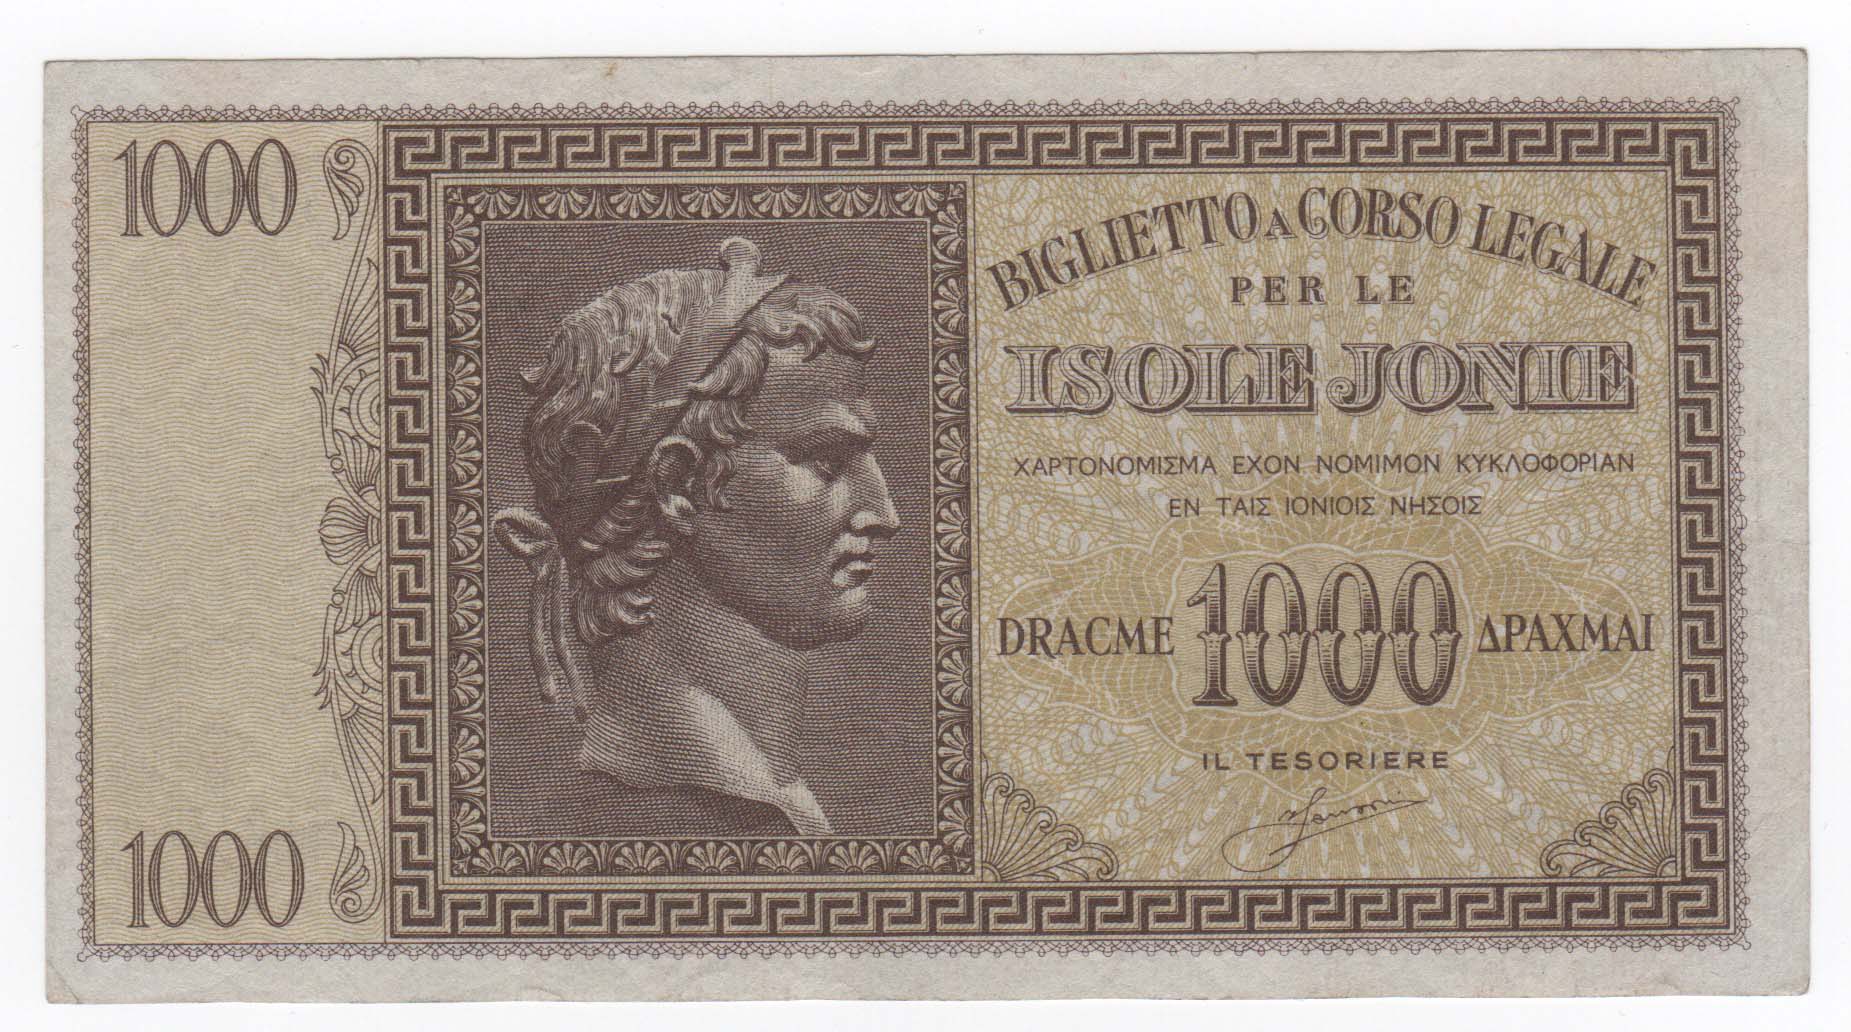 1000
BIGLIETTO A CORSO LEGALE
PER LE
ISOLE JONIE
ΧΑΡΤΟΝΟΜΙΣΜΑ ΕΧΟΝ ΝΟΜΙΜΟΝ ΚΥΚΛΟΦΟΡΙΑΝ
ΕΝ ΤΑΙΣ ΙΟΝΙΟΙΣ ΝΗΣΟΙΣ
DRACME 1000 ΔΡΑΧΜΑΙ
IL TESORIERE
1000